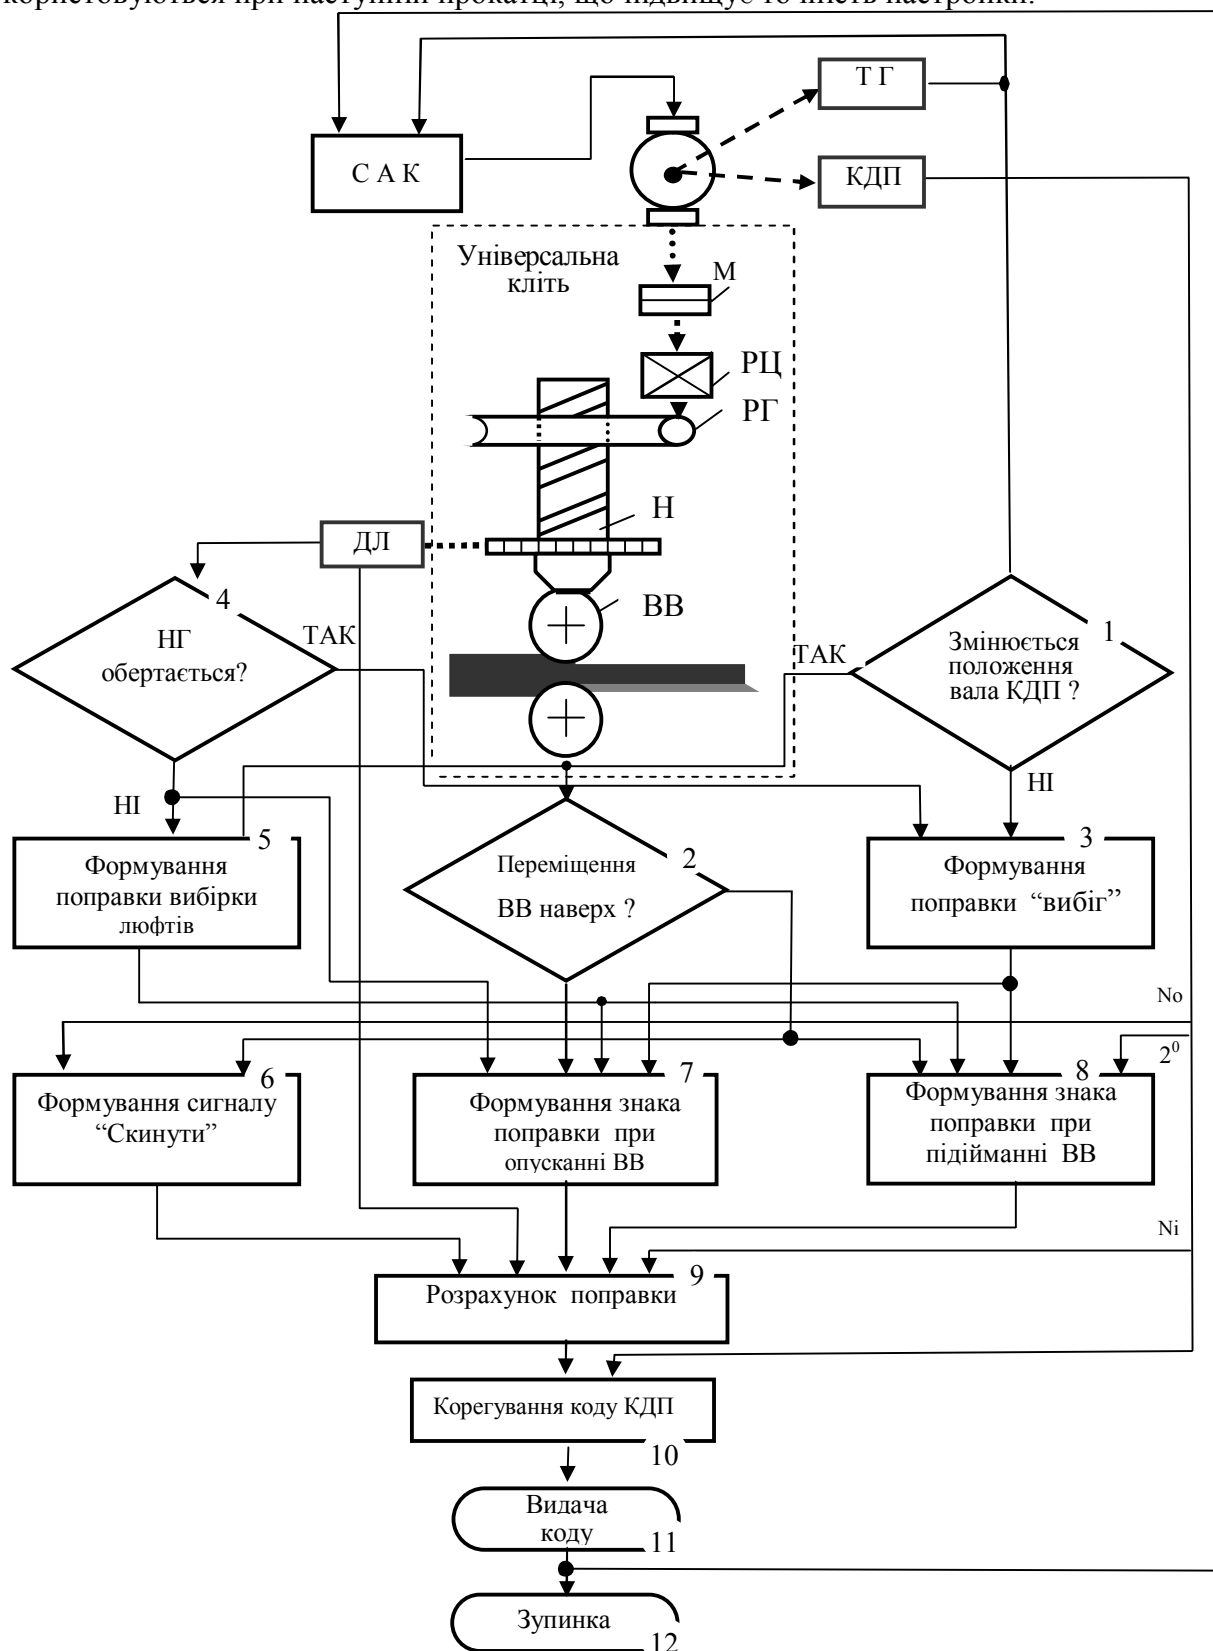 користовуються при наступній прокатці, що підвищує точність настройки.
Т Г
С А К
КДП
Універсальна
кліть
М
РЦ
РГ
Н
ДЛ
ВВ
4
НГ
обертається?
ТАК
ТАК
1
Змінюється
положення
вала КДП ?
НІ
НІ
5
Формування
поправки вибірки
люфтів
2
Переміщення
ВВ наверх ?
3
Формування
поправки “вибіг”
No
2⁰
6
Формування сигналу
“Скинути”
7
Формування знака
поправки при
опусканні ВВ
8
Формування знака
поправки при
підійманні ВВ
Ni
9
Розрахунок поправки
Корегування коду КДП
10
Видача
коду
11
Зупинка
12